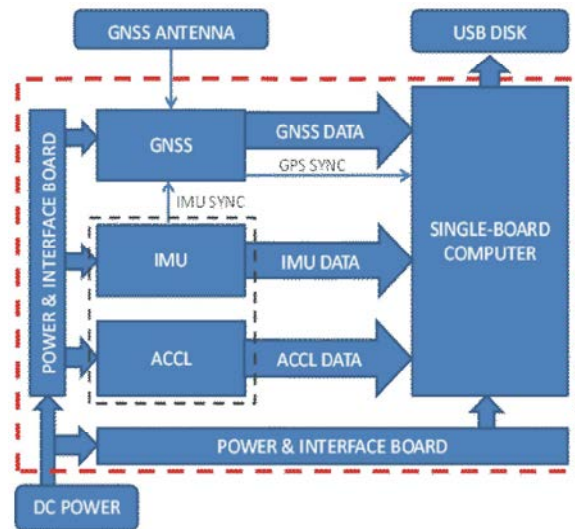 GNSS ANTENNA
USB DISK
POWER & INTERFACE BOARD
GNSS
GNSS DATA
GPS SYNC
IMU SYNC
SINGLE-BOARD
COMPUTER
IMU
IMU DATA
ACCL
ACCL DATA
POWER & INTERFACE BOARD
DC POWER